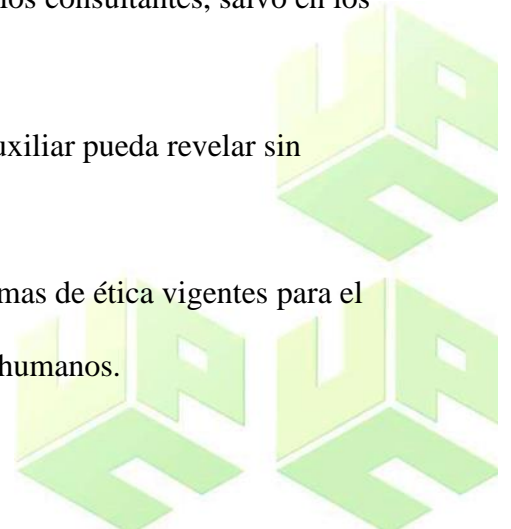 los consultantes, salvo en los
uxiliar pueda revelar sin
mas de ética vigentes para el
humanos.